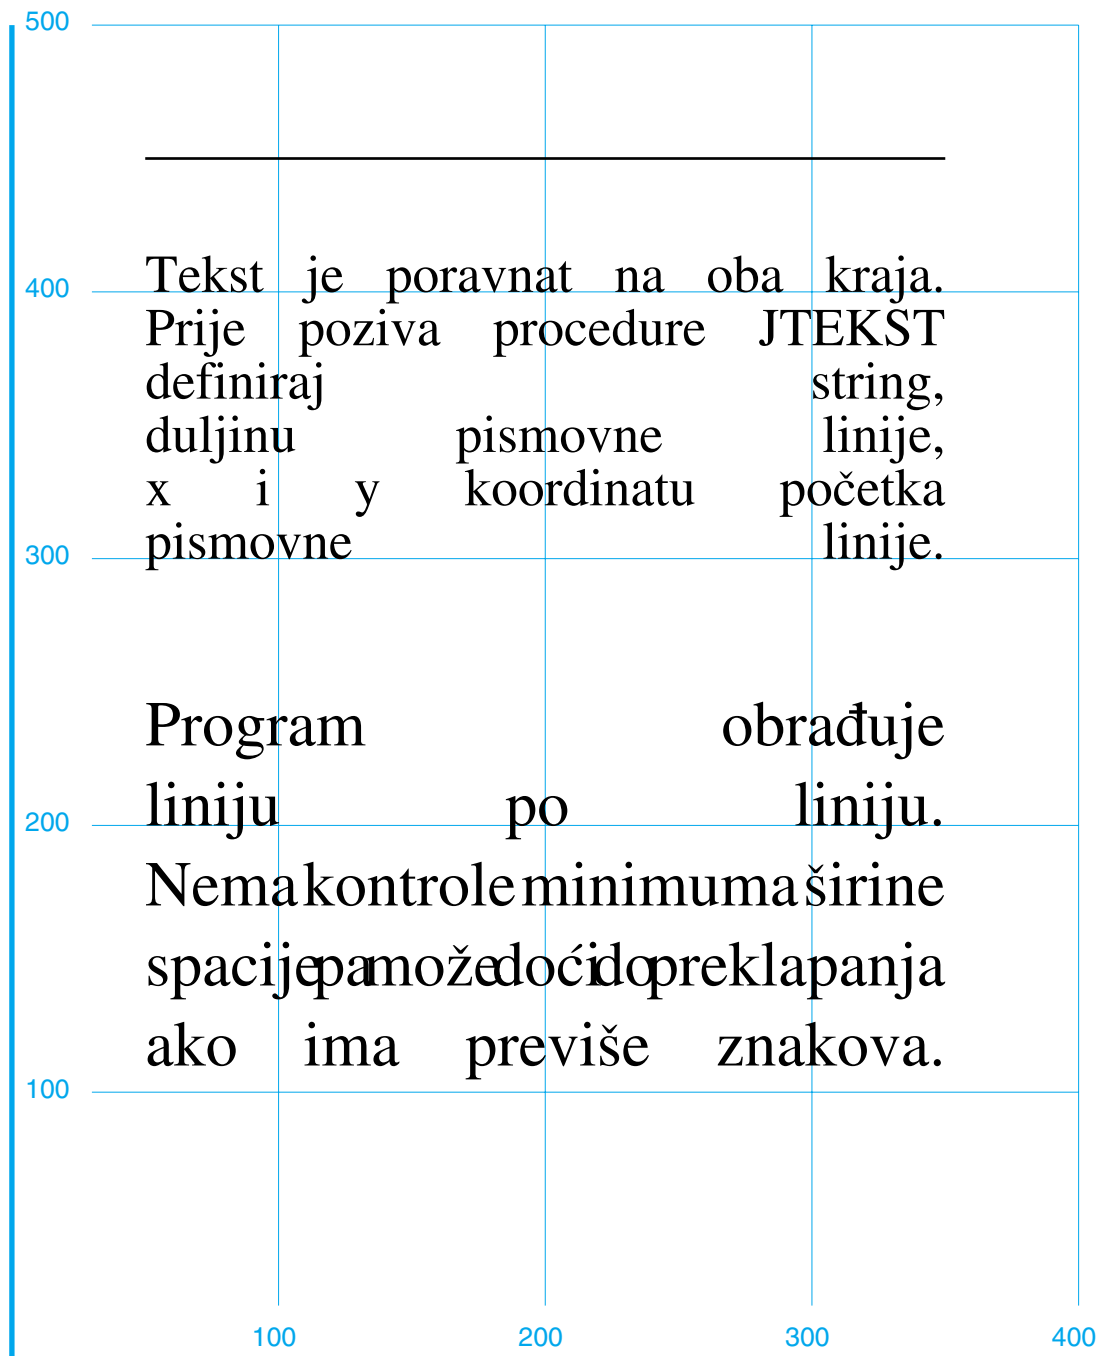 500
Tekst je poravnat na oba kraja.
400
Prije poziva procedure JTEKST
definiraj string,
duljinu pismovne linije,
x i y koordinatu početka
pismovne linije.
300
Program obrađuje
liniju po liniju.
200
Nema kontrole minimuma širine
spacije pa može doći do preklapanja
ako ima previše znakova.
100
100 200 300 400